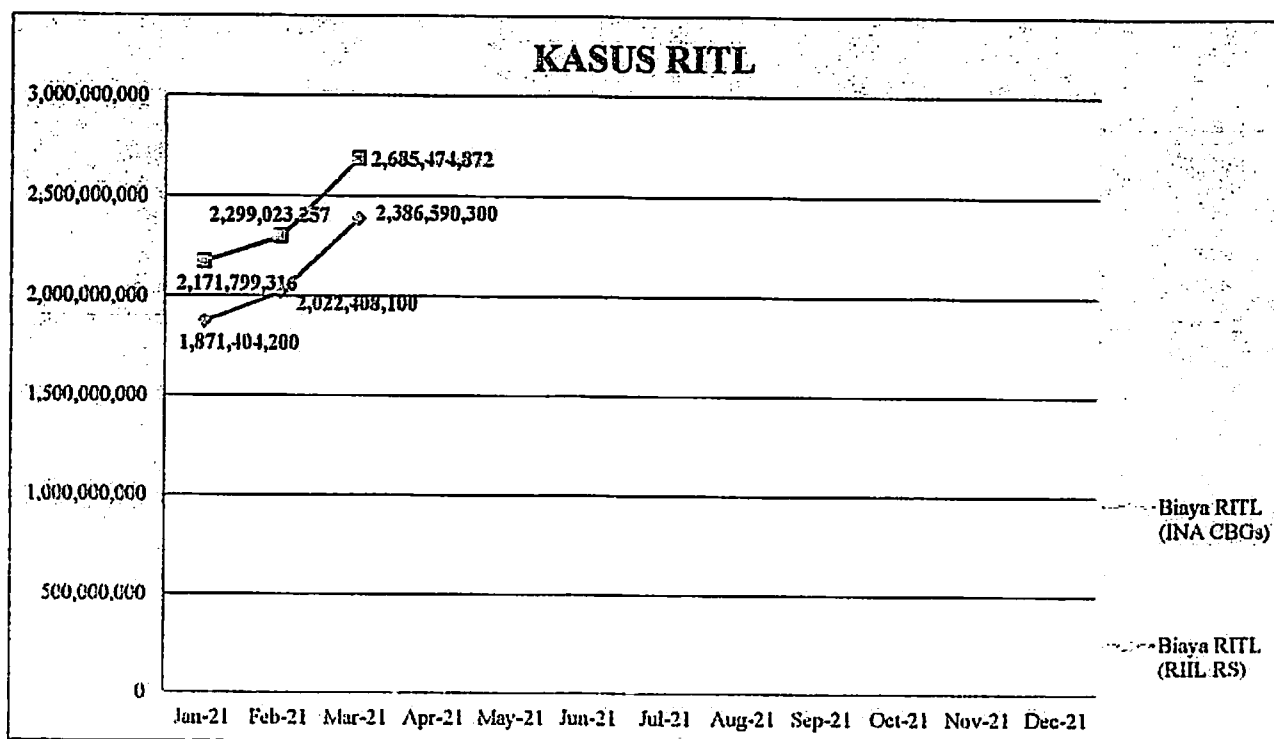 KASUS RITL
3,000,000,000
2,685,474,872
2,500,000,000
2,299,023,257
2,386,590,300
2,171,799,316
2,000,000,000
2,022,408,100
1,871,404,200
1,500,000,000
1,000,000,000
Biaya RITL
(INA CBGs)
500,000,000
Biaya RITL
(RIIL RS)
0
Jan-21 Feb-21 Mar-21 Apr-21 May-21 Jun-21 Jul-21 Aug-21 Sep-21 Oct-21 Nov-21 Dec-21